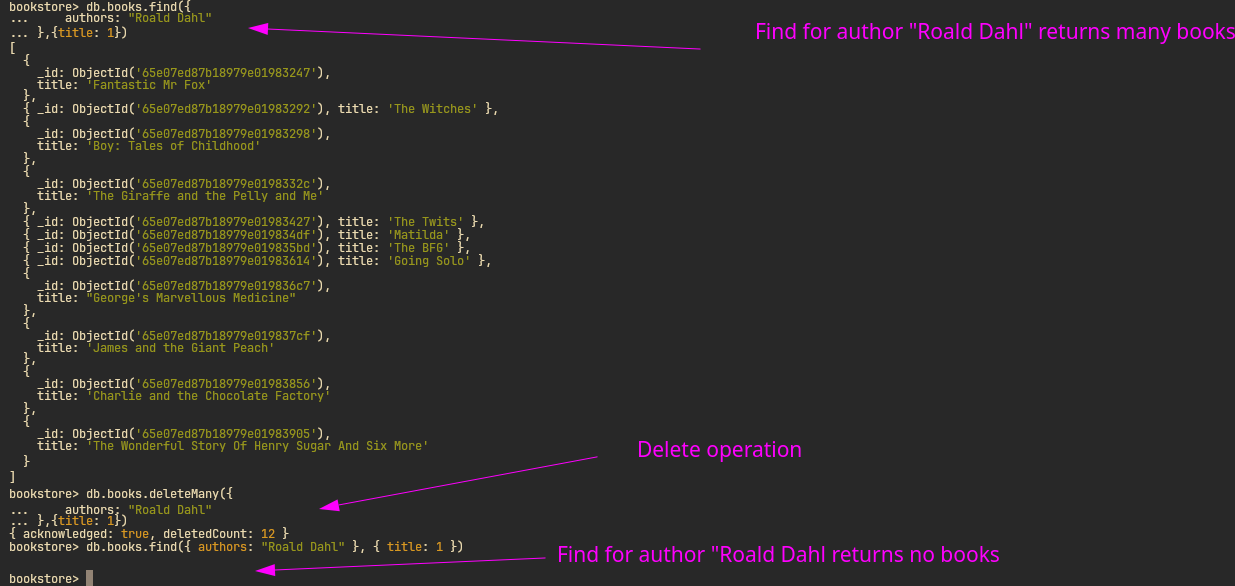 bookstore> db.books.find({
...     authors: "Roald Dahl"
... },{title: 1})
Find for author "Roald Dahl" returns many books
[
  {
    _id: ObjectId('65e07ed87b18979e01983247'),
    title: 'Fantastic Mr Fox'
  },
  { _id: ObjectId('65e07ed87b18979e01983292'), title: 'The Witches' },
  {
    _id: ObjectId('65e07ed87b18979e01983298'),
    title: 'Boy: Tales of Childhood'
  },
  {
    _id: ObjectId('65e07ed87b18979e0198332c'),
    title: 'The Giraffe and the Pelly and Me'
  },
  { _id: ObjectId('65e07ed87b18979e01983427'), title: 'The Twits' },
  { _id: ObjectId('65e07ed87b18979e019834df'), title: 'Matilda' },
  { _id: ObjectId('65e07ed87b18979e019835bd'), title: 'The BFG' },
  { _id: ObjectId('65e07ed87b18979e01983614'), title: 'Going Solo' },
  {
    _id: ObjectId('65e07ed87b18979e019836c7'),
    title: "George's Marvellous Medicine"
  },
  {
    _id: ObjectId('65e07ed87b18979e019837cf'),
    title: 'James and the Giant Peach'
  },
  {
    _id: ObjectId('65e07ed87b18979e01983856'),
    title: 'Charlie and the Chocolate Factory'
  },
  {
    _id: ObjectId('65e07ed87b18979e01983905'),
    title: 'The Wonderful Story Of Henry Sugar And Six More'
  }
]
Delete operation
bookstore> db.books.deleteMany({
...     authors: "Roald Dahl"
... },{title: 1})
{ acknowledged: true, deletedCount: 12 }
bookstore> db.books.find({ authors: "Roald Dahl" }, { title: 1 })
Find for author "Roald Dahl returns no books
bookstore>